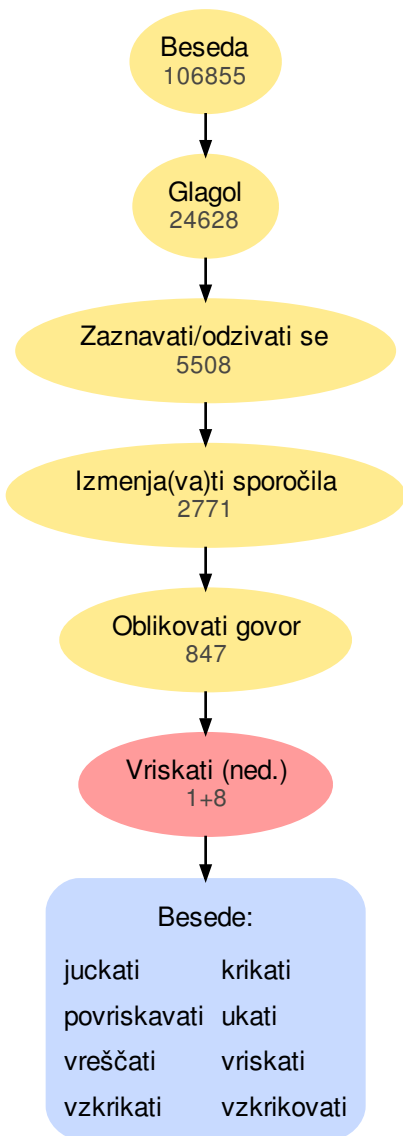 Beseda
106855
Glagol
24628
Zaznavati/odzivati se
5508
Izmenja(va)ti sporočila
2771
Oblikovati govor
847
Vriskati (ned.)
1+8
Besede:
juckati krikati
povriskavati ukati
vreščati vriskati
vzkrikati vzkrikovati